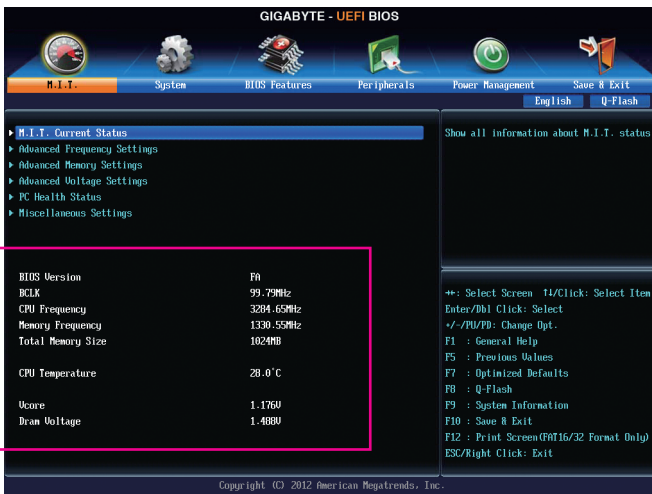 GIGABYTE - UEFI BIOS
M.I.T.
System
BIOS Features
Peripherals
Power Management
Save & Exit
English
Q-Flash
M.I.T. Current Status
Advanced Frequency Settings
Advanced Memory Settings
Advanced Voltage Settings
PC Health Status
Miscellaneous Settings
Show all information about M.I.T. status
BIOS Version FA
BCLK 99.79MHz
CPU Frequency 3284.65MHz
Memory Frequency 1330.55MHz
Total Memory Size 1024MB
CPU Temperature 28.0°C
Vcore 1.176V
Dram Voltage 1.488V
↔: Select Screen ↑↓/Click: Select Item
Enter/Dbl Click: Select
+/-/PU/PD: Change Opt.
F1 : General Help
F5 : Previous Values
F7 : Optimized Defaults
F8 : Q-Flash
F9 : System Information
F10 : Save & Exit
F12 : Print Screen(FAT16/32 Format Only)
ESC/Right Click: Exit
Copyright (C) 2012 American Megatrends, Inc.